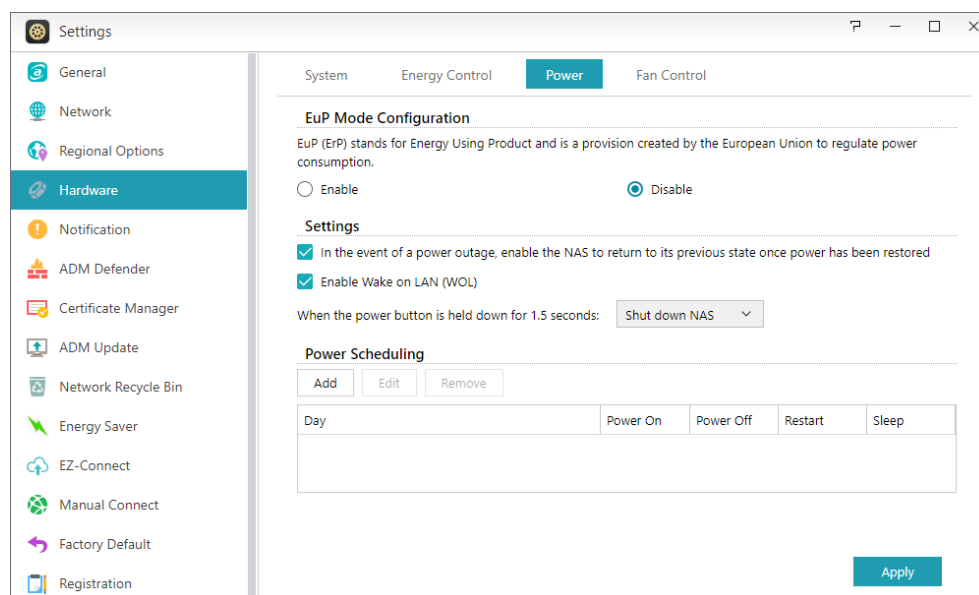 Settings
General
Network
Regional Options
Hardware
Notification
ADM Defender
Certificate Manager
ADM Update
Network Recycle Bin
Energy Saver
EZ-Connect
Manual Connect
Factory Default
Registration
System Energy Control Power Fan Control
EuP Mode Configuration
EuP (ErP) stands for Energy Using Product and is a provision created by the European Union to regulate power
consumption.
Enable Disable
Settings
In the event of a power outage, enable the NAS to return to its previous state once power has been restored
Enable Wake on LAN (WOL)
When the power button is held down for 1.5 seconds: Shut down NAS
Power Scheduling
Add Edit Remove
Day Power On Power Off Restart Sleep
Apply